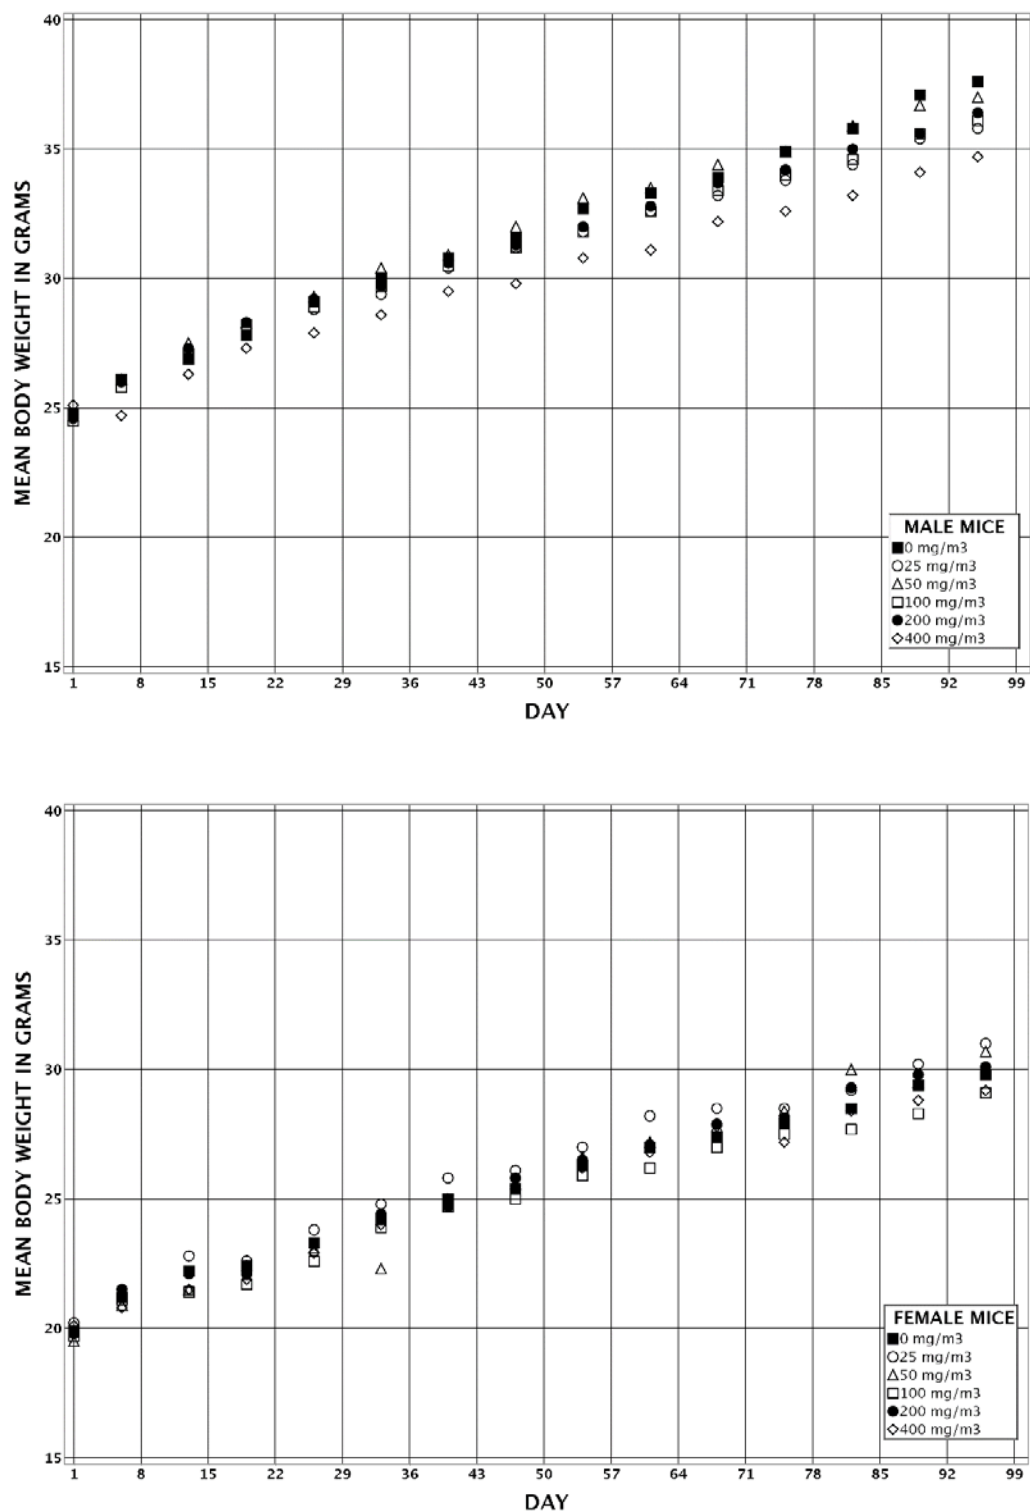 40
35
30
25
20
15
MEAN BODY WEIGHT IN GRAMS
MALE MICE
0 mg/m3
25 mg/m3
50 mg/m3
100 mg/m3
200 mg/m3
400 mg/m3
1 8 15 22 29 36 43 50 57 64 71 78 85 92 99
DAY
40
35
30
25
20
15
MEAN BODY WEIGHT IN GRAMS
FEMALE MICE
0 mg/m3
25 mg/m3
50 mg/m3
100 mg/m3
200 mg/m3
400 mg/m3
1 8 15 22 29 36 43 50 57 64 71 78 85 92 99
DAY